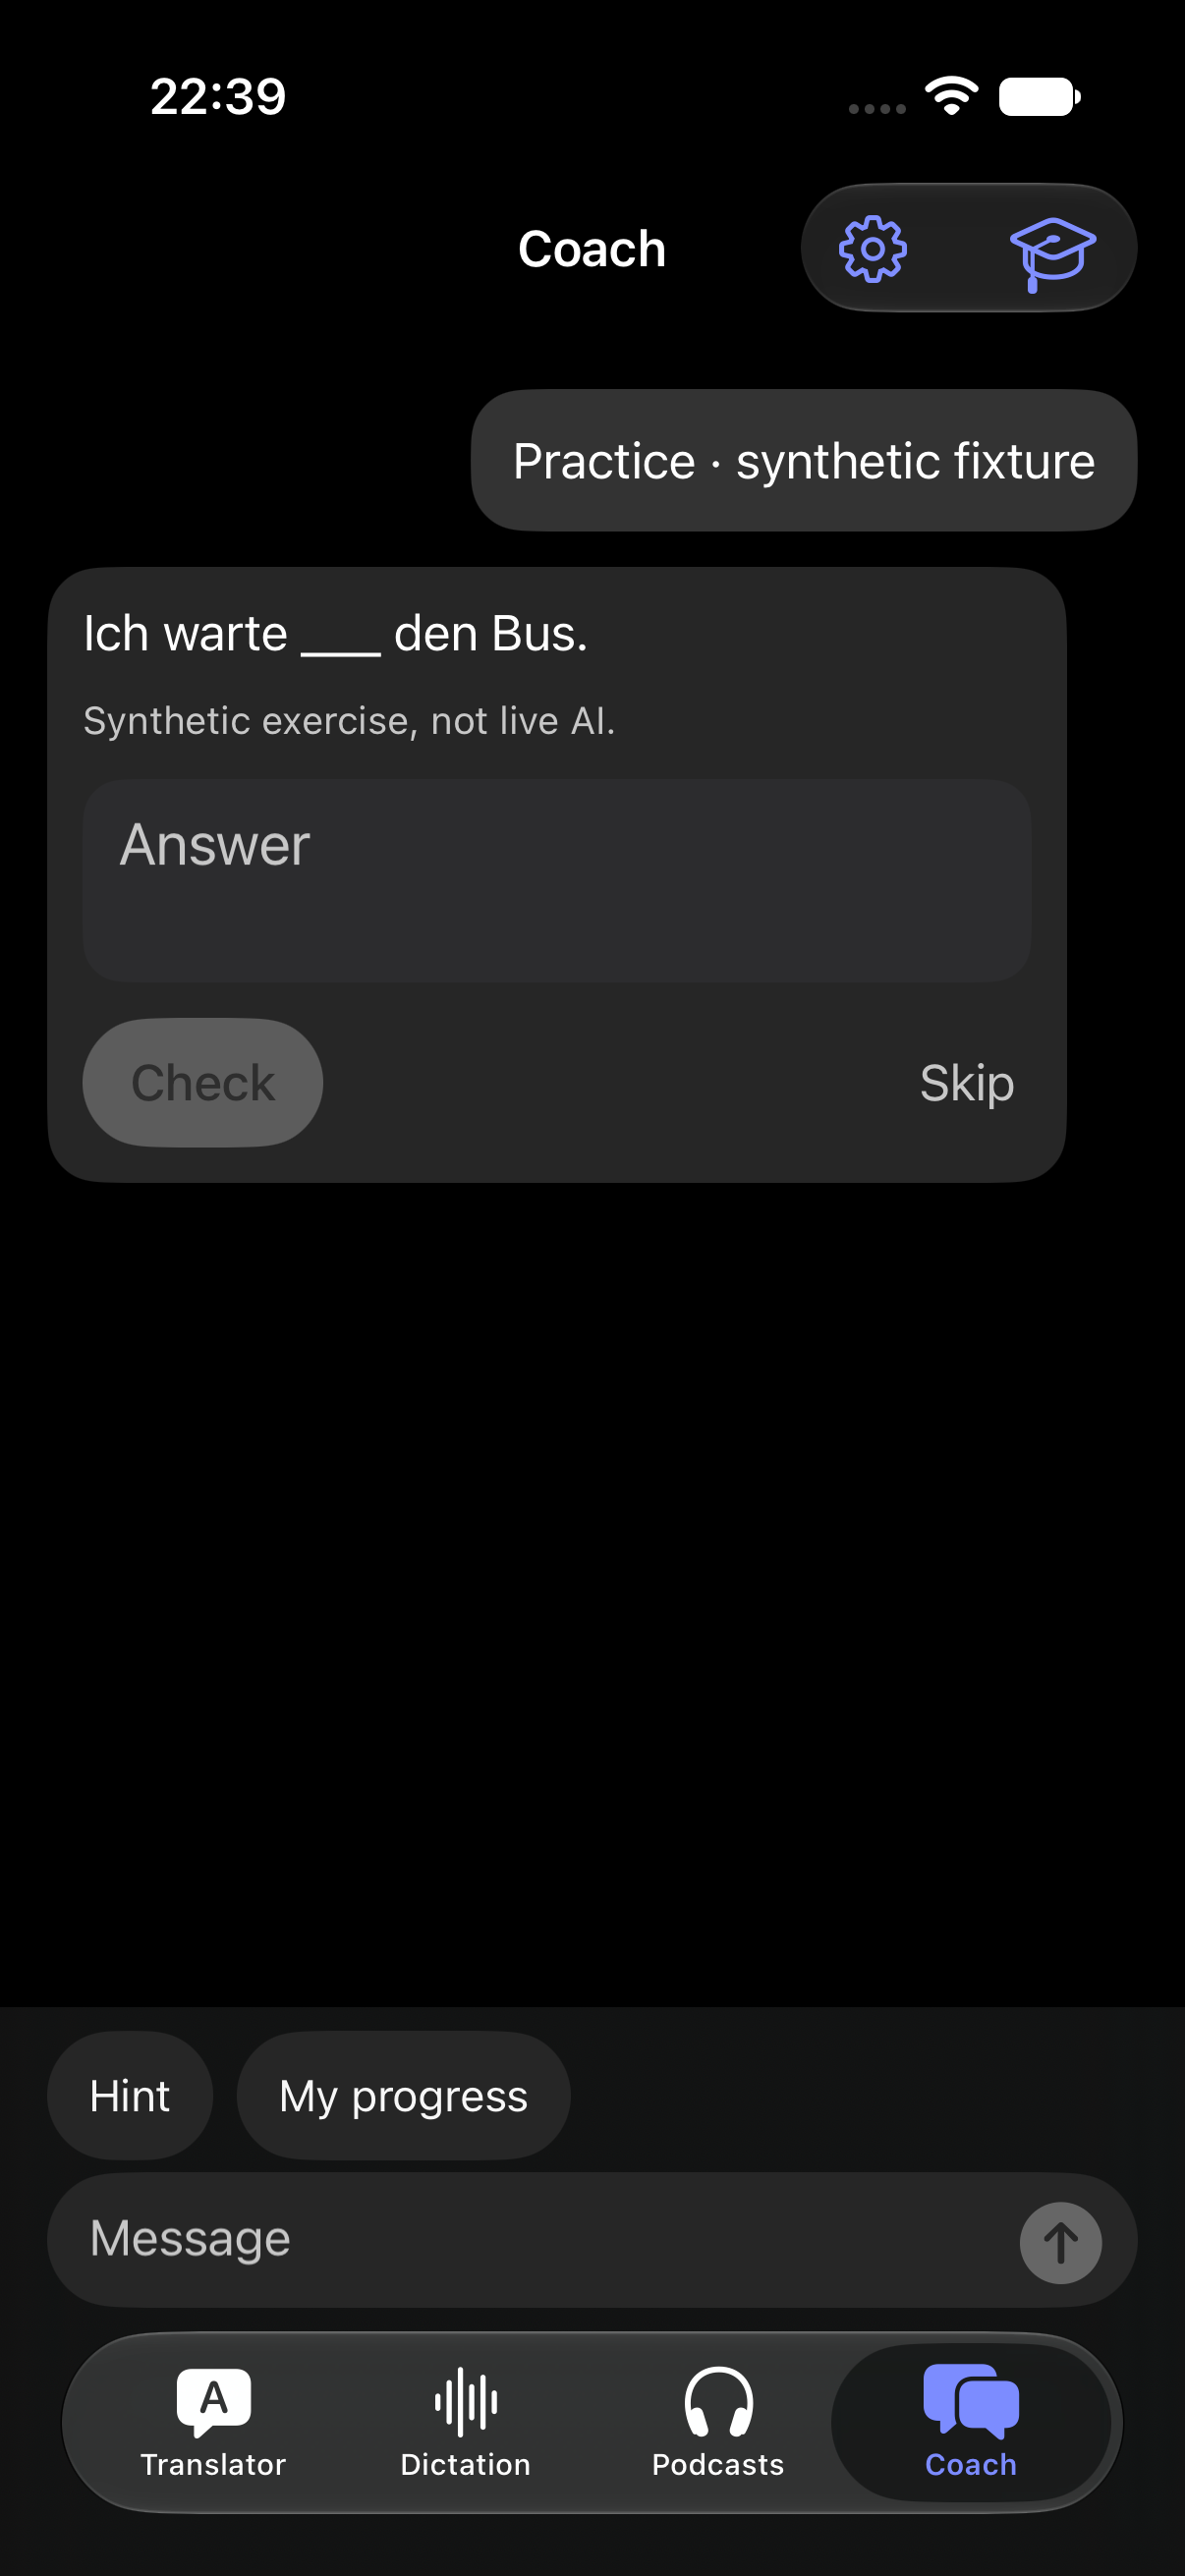 22:39
Coach
Practice · synthetic fixture
Ich warte ____ den Bus.
Synthetic exercise, not live AI.
Answer
Check
Skip
Hint
My progress
Message
A
Translator
Dictation
Podcasts
Coach